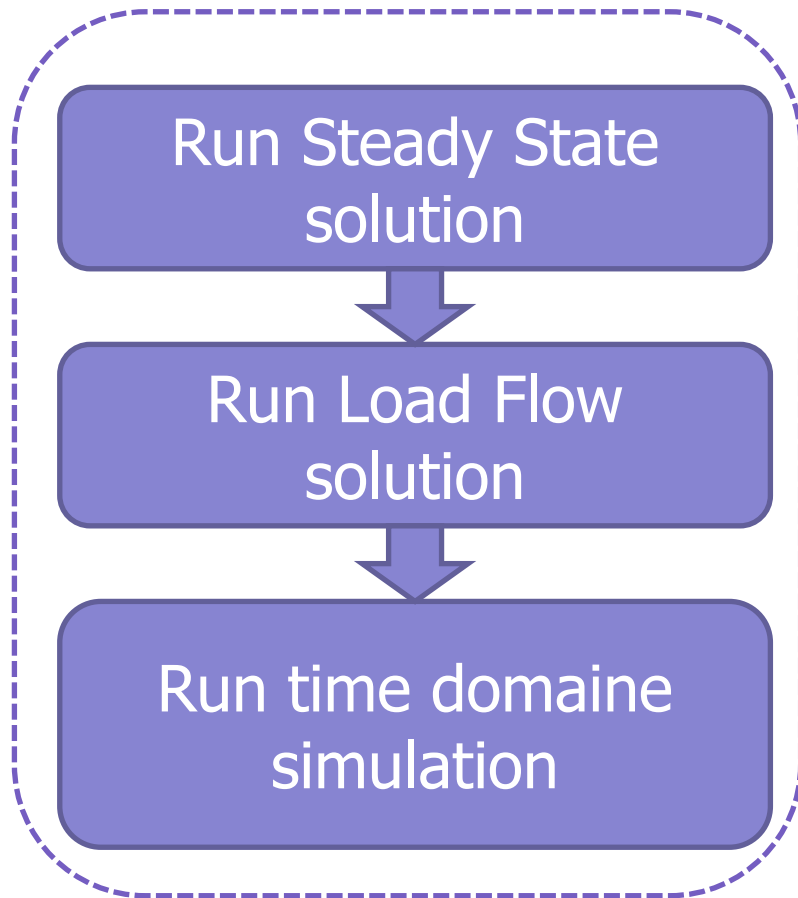 Run Steady State
solution
Run Load Flow
solution
Run time domaine
simulation